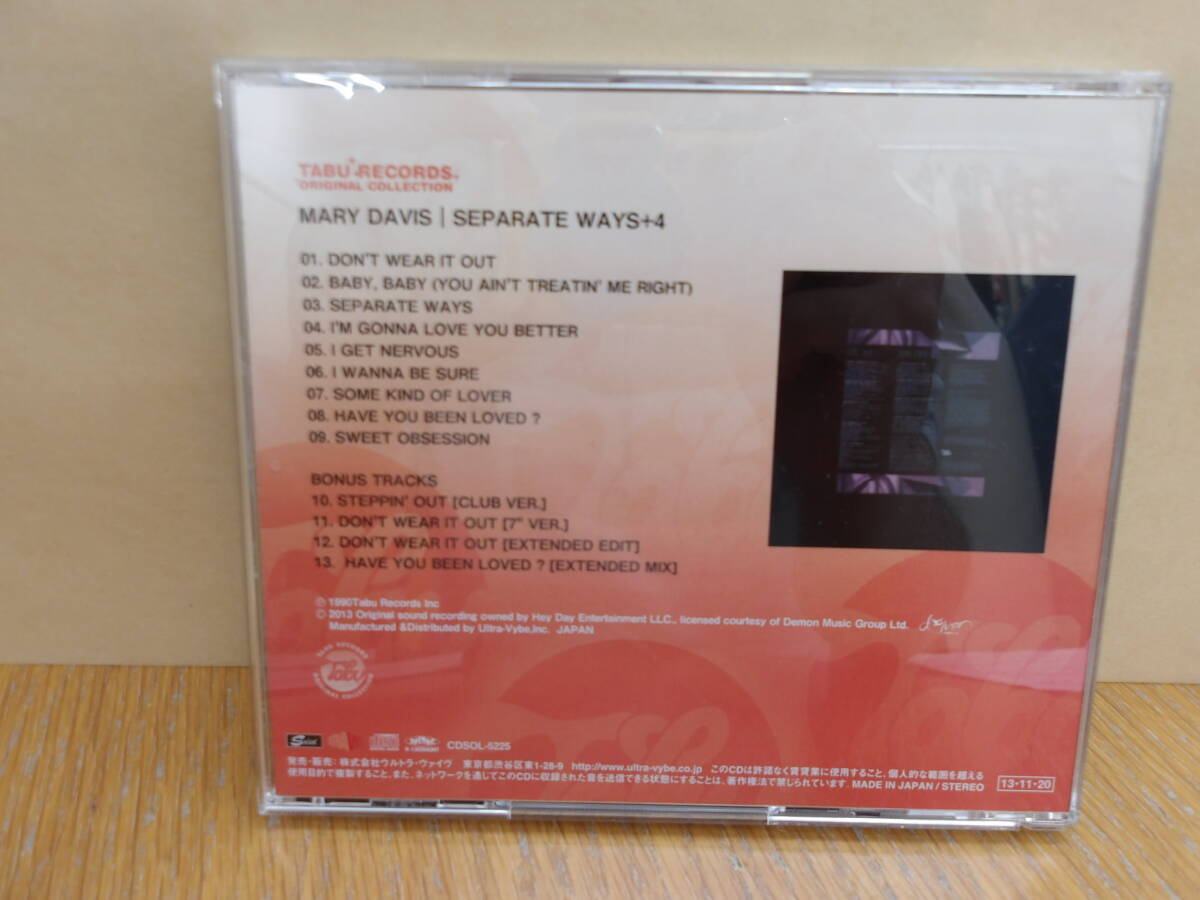 TABU RECORDS
ORIGINAL COLLECTION
MARY DAVIS | SEPARATE WAYS+4
01. DON'T WEAR IT OUT
02. BABY, BABY (YOU AIN'T TREATIN' ME RIGHT)
03. SEPARATE WAYS
04. I'M GONNA LOVE YOU BETTER
05. I GET NERVOUS
06. I WANNA BE SURE
07. SOME KIND OF LOVER
08. HAVE YOU BEEN LOVED ?
09. SWEET OBSESSION
BONUS TRACKS
10. STEPPIN' OUT [CLUB VER.]
11. DON'T WEAR IT OUT [7" VER.]
12. DON'T WEAR IT OUT [EXTENDED EDIT]
13. HAVE YOU BEEN LOVED ? [EXTENDED MIX]
℗ 1990Tabu Records Inc
© 2013 Original sound recording owned by Hey Day Entertainment LLC., licensed courtesy of Demon Music Group Ltd. demon
Manufactured &Distributed by Ultra-Vybe,Inc. JAPAN
TABU RECORDS
Tabu
ORIGINAL COLLECTION
Solid
CDSOL-5225
発売・販売：株式会社ウルトラ・ヴァイヴ 東京都渋谷区東1-28-9 http://www.ultra-vybe.co.jp このCDは許諾なく賃貸業に使用すること、個人的な範囲を超える
使用目的で複製すること、また、ネットワークを通してこのCDに収録された音を送信できる状態にすることは、著作権法で禁じられています。MADE IN JAPAN / STEREO
13・11・20